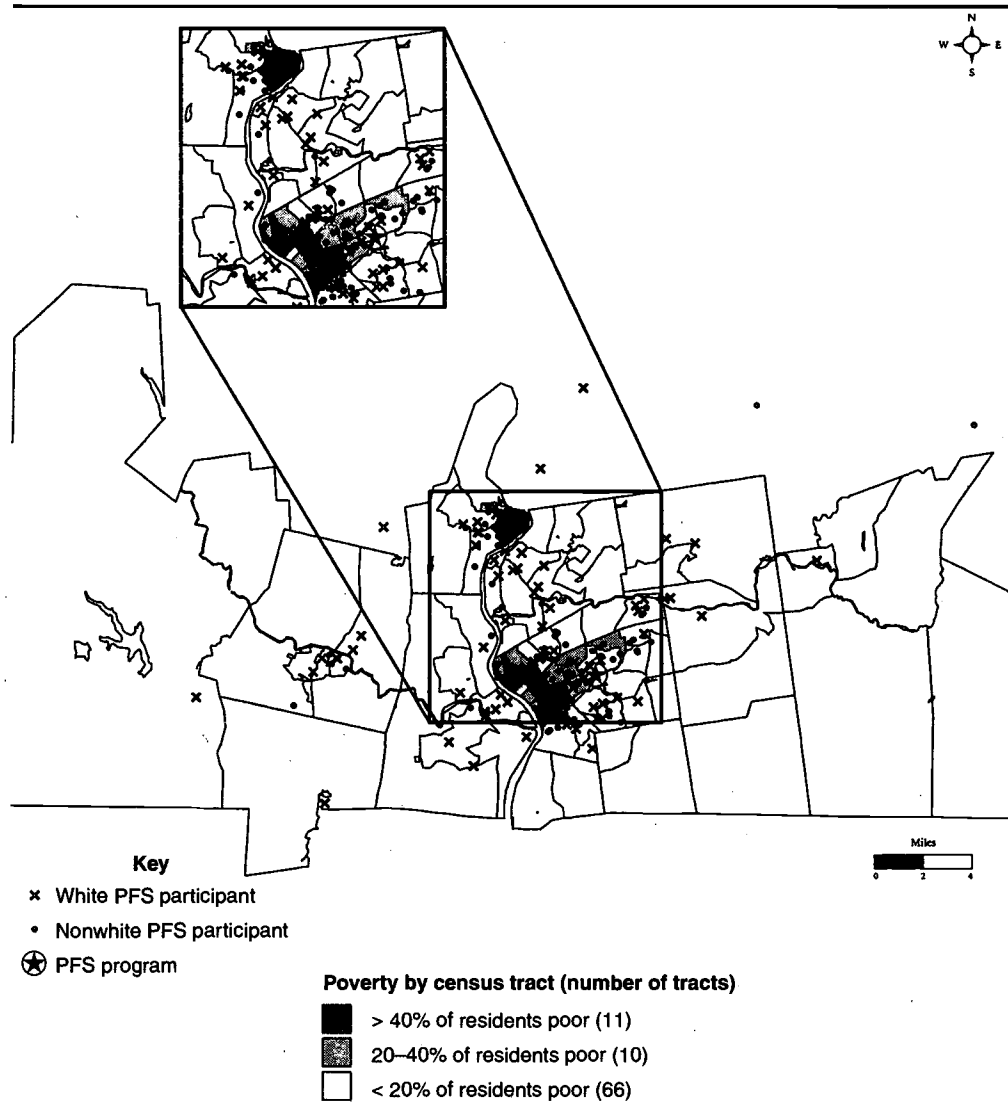 N
W E
S
Miles
0 2 4
Key
× White PFS participant
• Nonwhite PFS participant
PFS program
Poverty by census tract (number of tracts)
> 40% of residents poor (11)
20–40% of residents poor (10)
< 20% of residents poor (66)